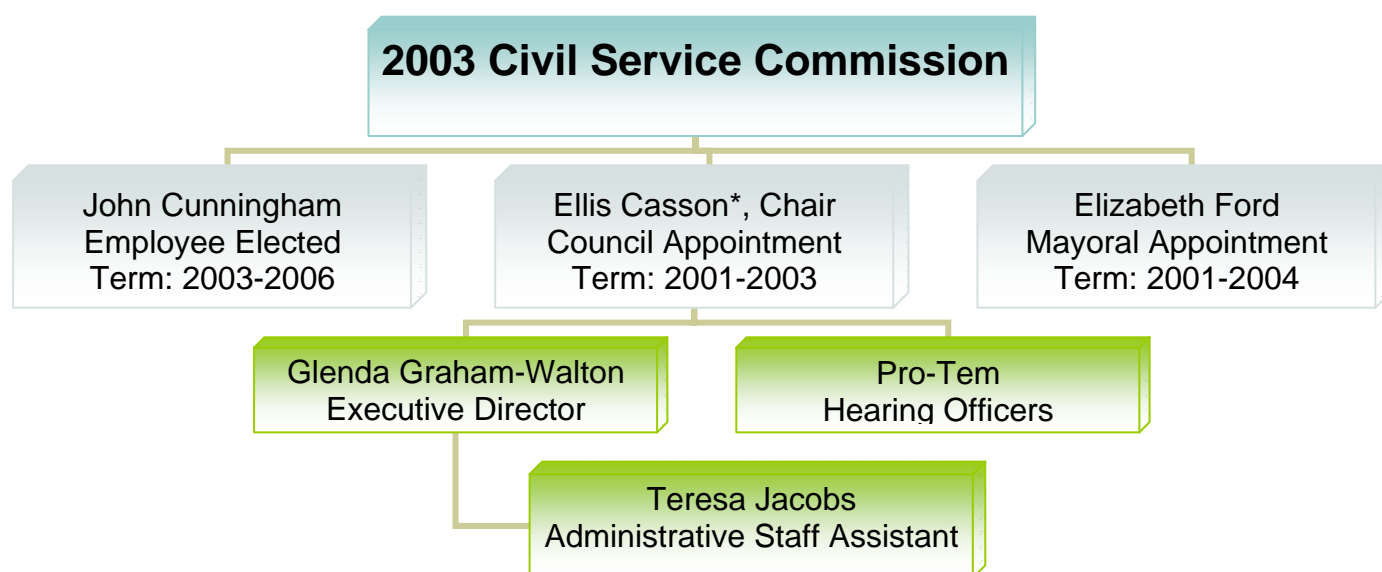 2003 Civil Service Commission
John Cunningham
Employee Elected
Term: 2003-2006
Ellis Casson*, Chair
Council Appointment
Term: 2001-2003
Elizabeth Ford
Mayoral Appointment
Term: 2001-2004
Glenda Graham-Walton
Executive Director
Pro-Tem
Hearing Officers
Teresa Jacobs
Administrative Staff Assistant